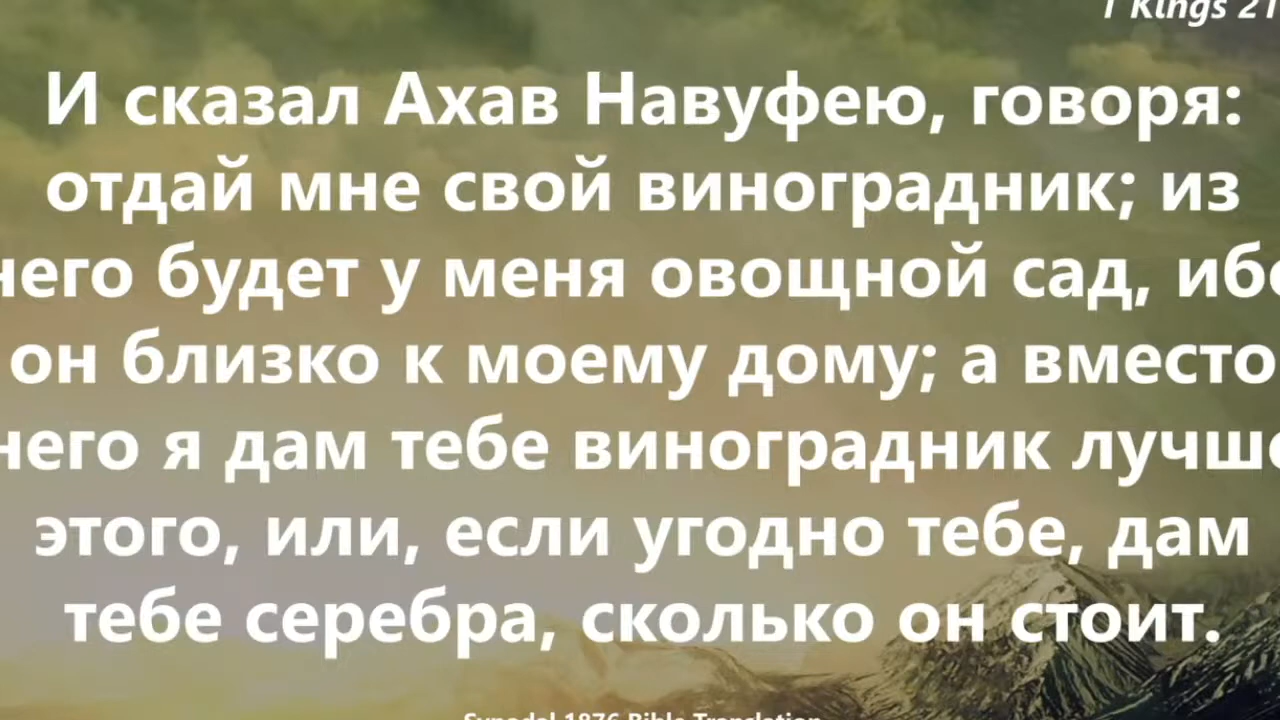 1 Kings 21
И сказал Ахав Навуфею, говоря:
отдай мне свой виноградник; из
него будет у меня овощной сад, ибо
он близко к моему дому; а вместо
него я дам тебе виноградник лучше
этого, или, если угодно тебе, дам
тебе серебра, сколько он стоит.
Synodal 1876 Bible Translation